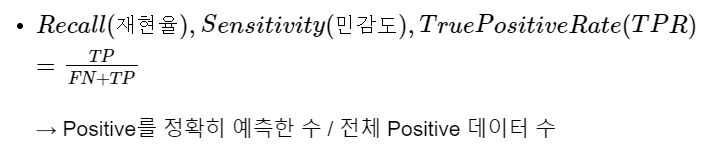 • Recall(재현율), Sensitivity(민감도), TruePositiveRate(TPR)
= TP / FN+TP
→ Positive를 정확히 예측한 수 / 전체 Positive 데이터 수